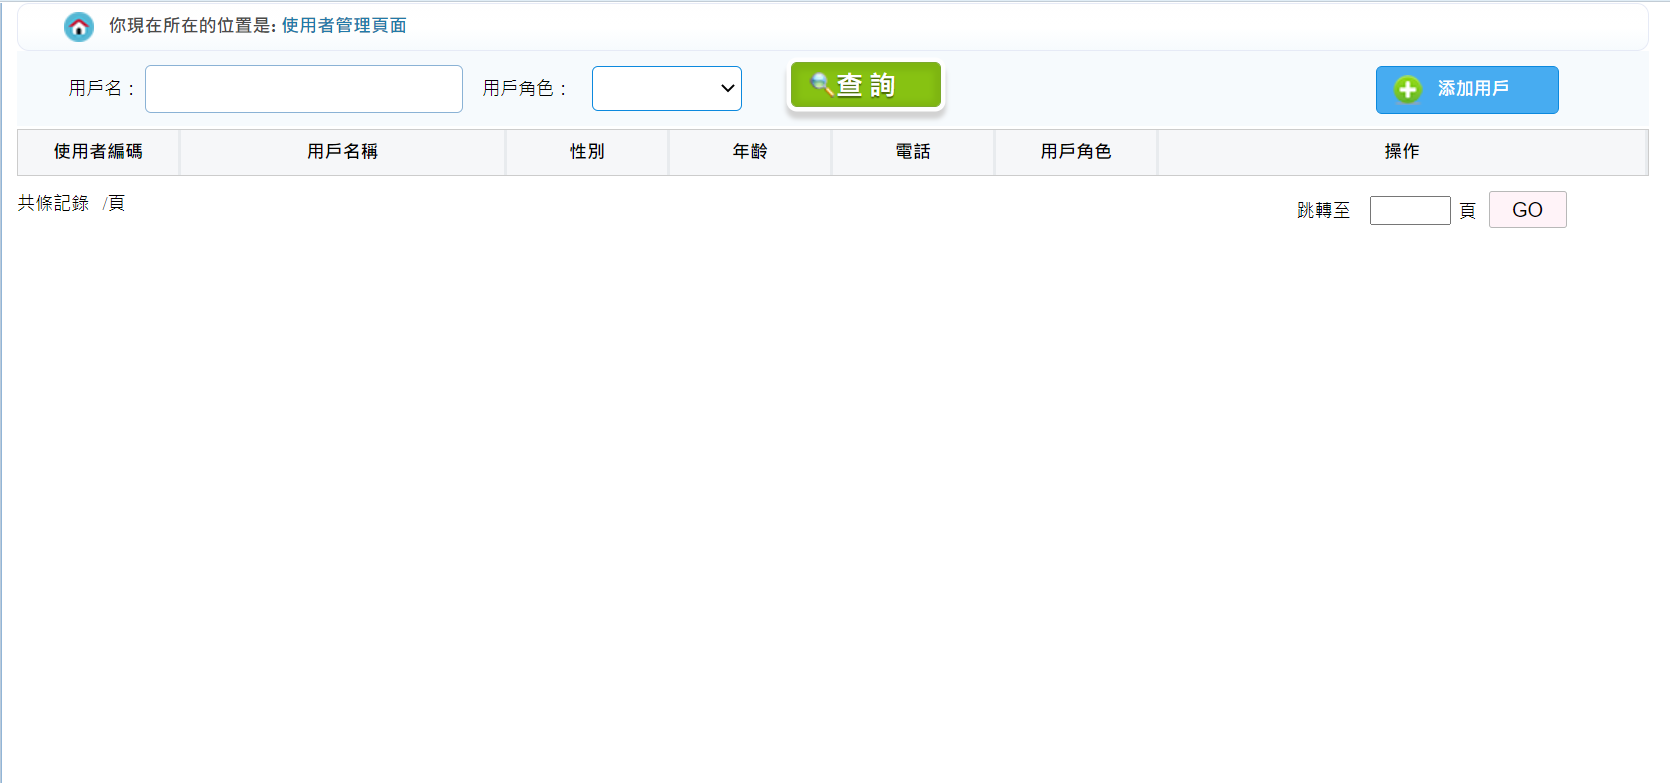 你現在所在的位置是: 使用者管理頁面
用戶名： 用戶角色： 查 詢 添加用戶
使用者編碼 用戶名稱 性別 年齡 電話 用戶角色 操作
共條記錄 /頁 跳轉至 頁 GO